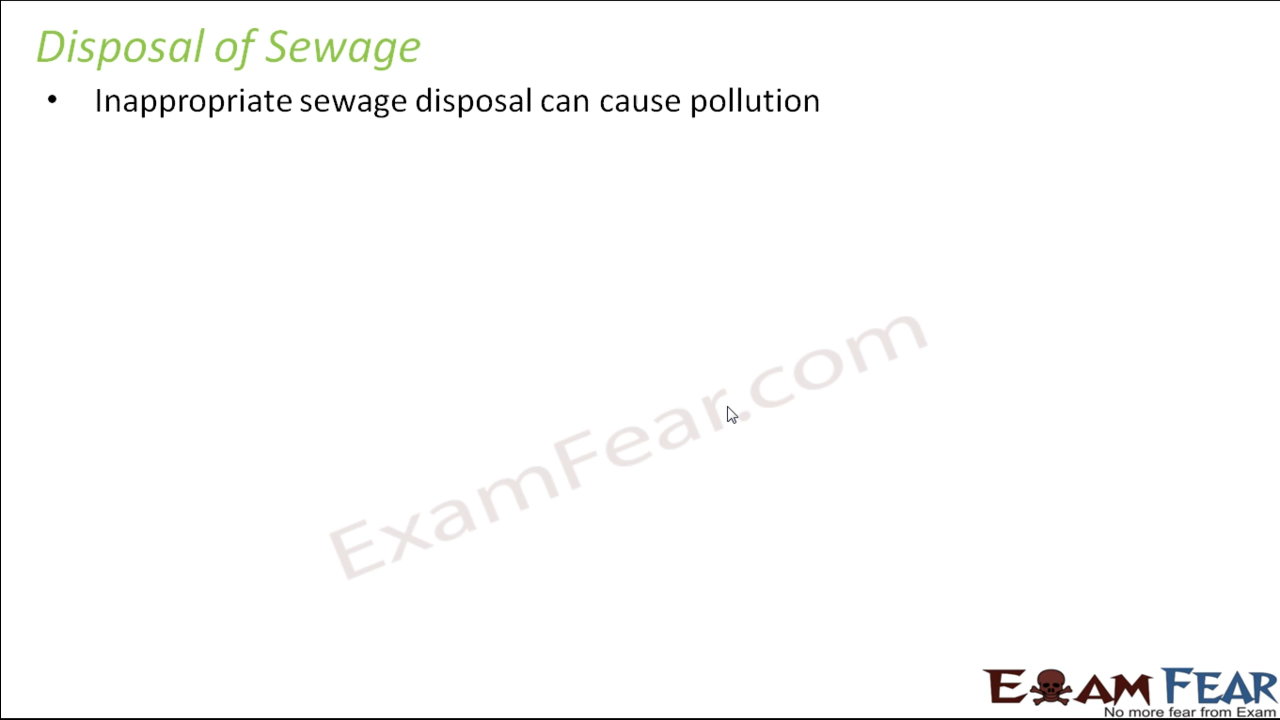 Disposal of Sewage
• Inappropriate sewage disposal can cause pollution
ExamFear.com
EXAM FEAR
No more fear from Exam